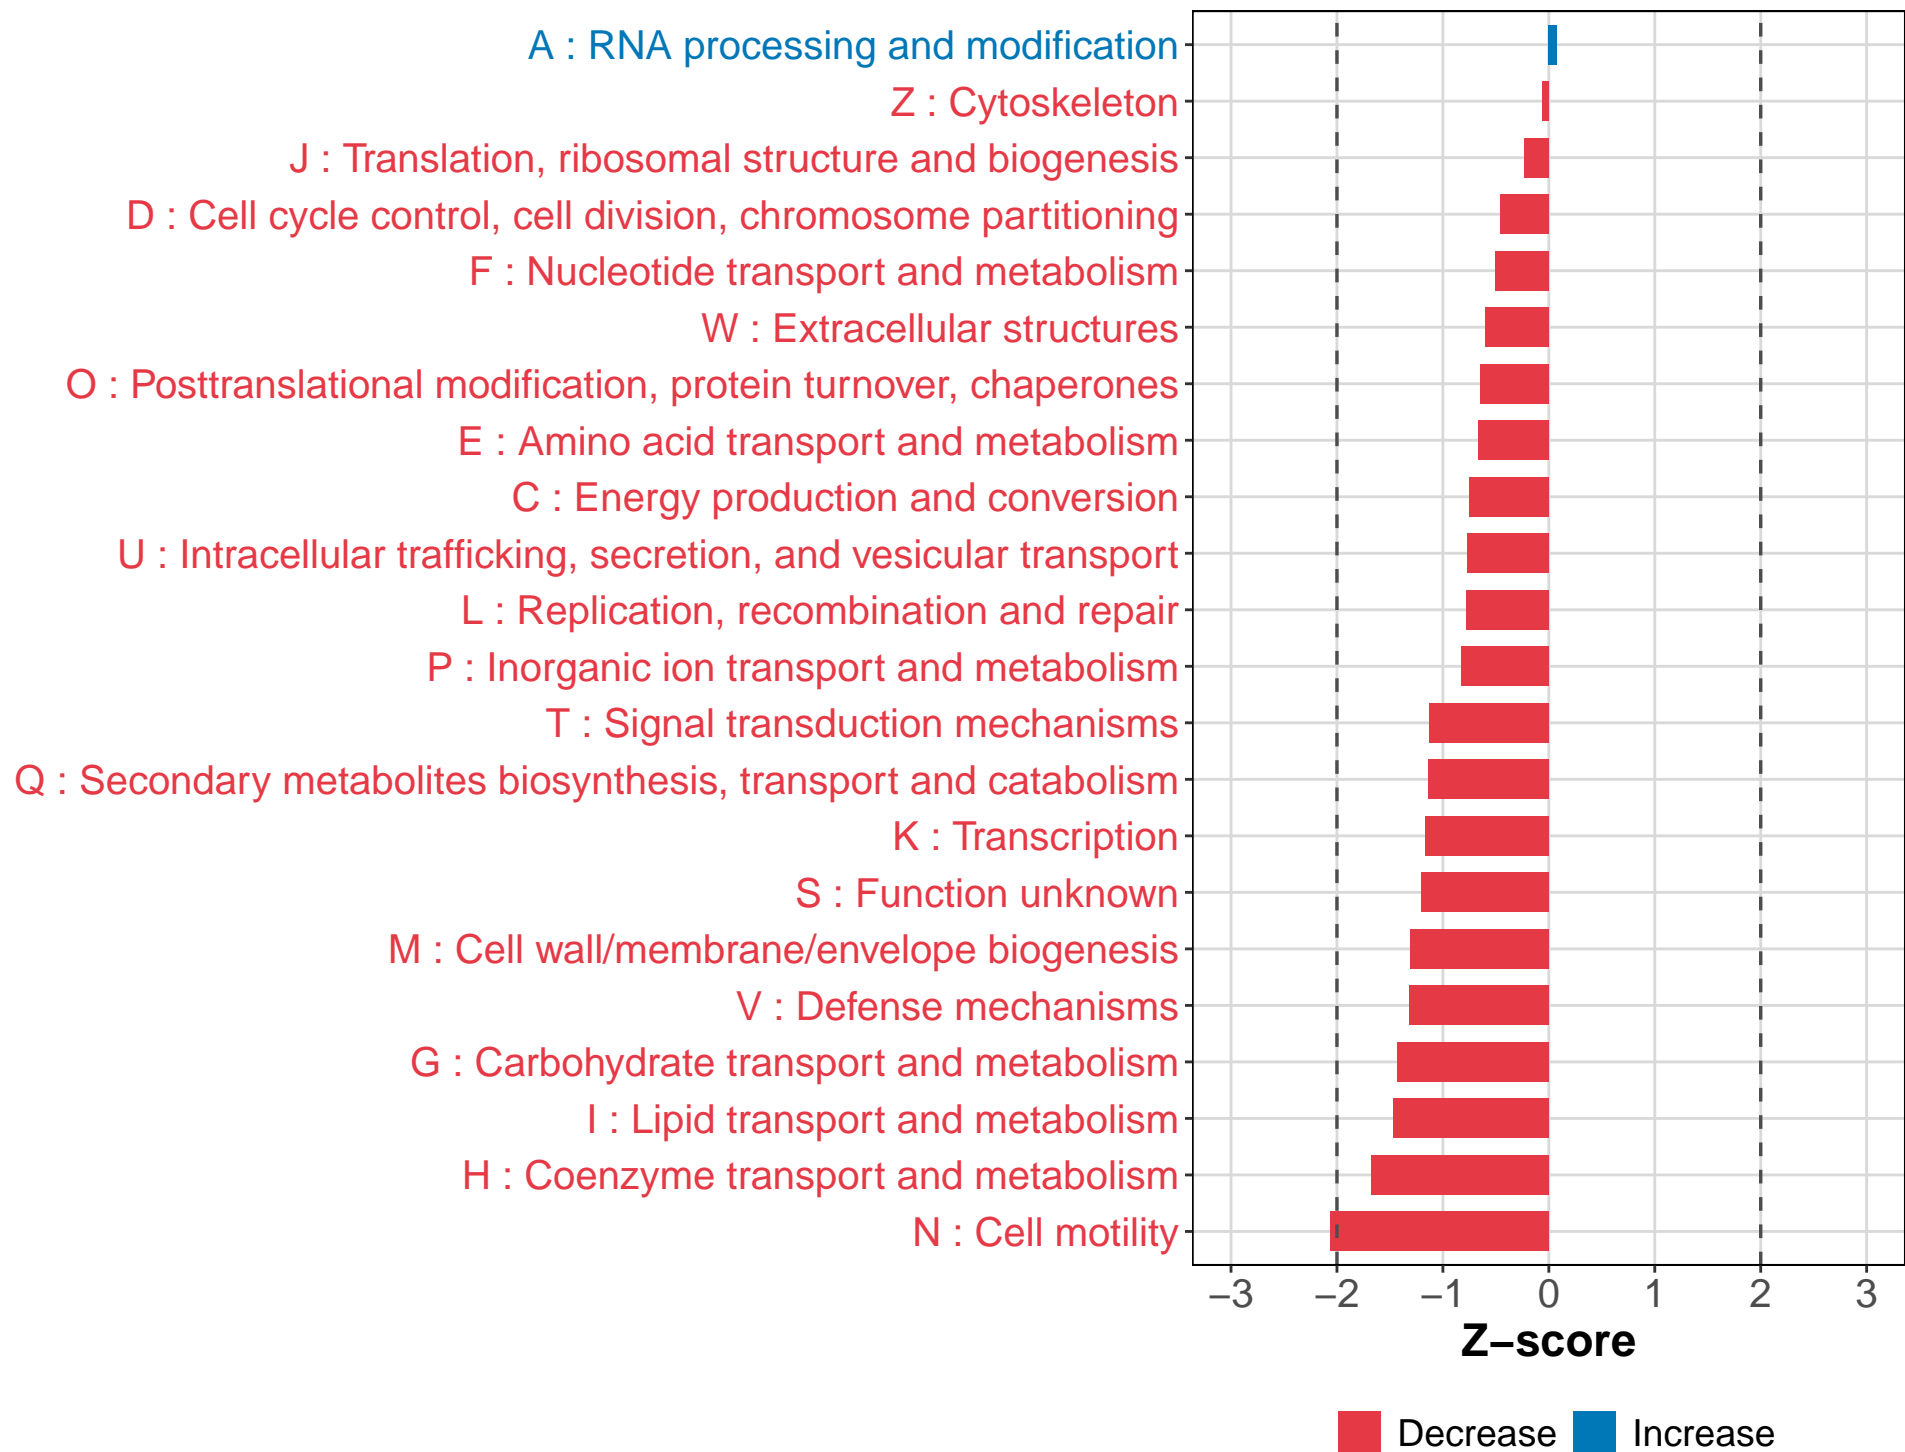 A : RNA processing and modification
Z : Cytoskeleton
J : Translation, ribosomal structure and biogenesis
D : Cell cycle control, cell division, chromosome partitioning
F : Nucleotide transport and metabolism
W : Extracellular structures
O : Posttranslational modification, protein turnover, chaperones
E : Amino acid transport and metabolism
C : Energy production and conversion
U : Intracellular trafficking, secretion, and vesicular transport
L : Replication, recombination and repair
P : Inorganic ion transport and metabolism
T : Signal transduction mechanisms
Q : Secondary metabolites biosynthesis, transport and catabolism
K : Transcription
S : Function unknown
M : Cell wall/membrane/envelope biogenesis
V : Defense mechanisms
G : Carbohydrate transport and metabolism
I : Lipid transport and metabolism
H : Coenzyme transport and metabolism
N : Cell motility
−3 −2 −1 0 1 2 3
Z−score
Decrease Increase